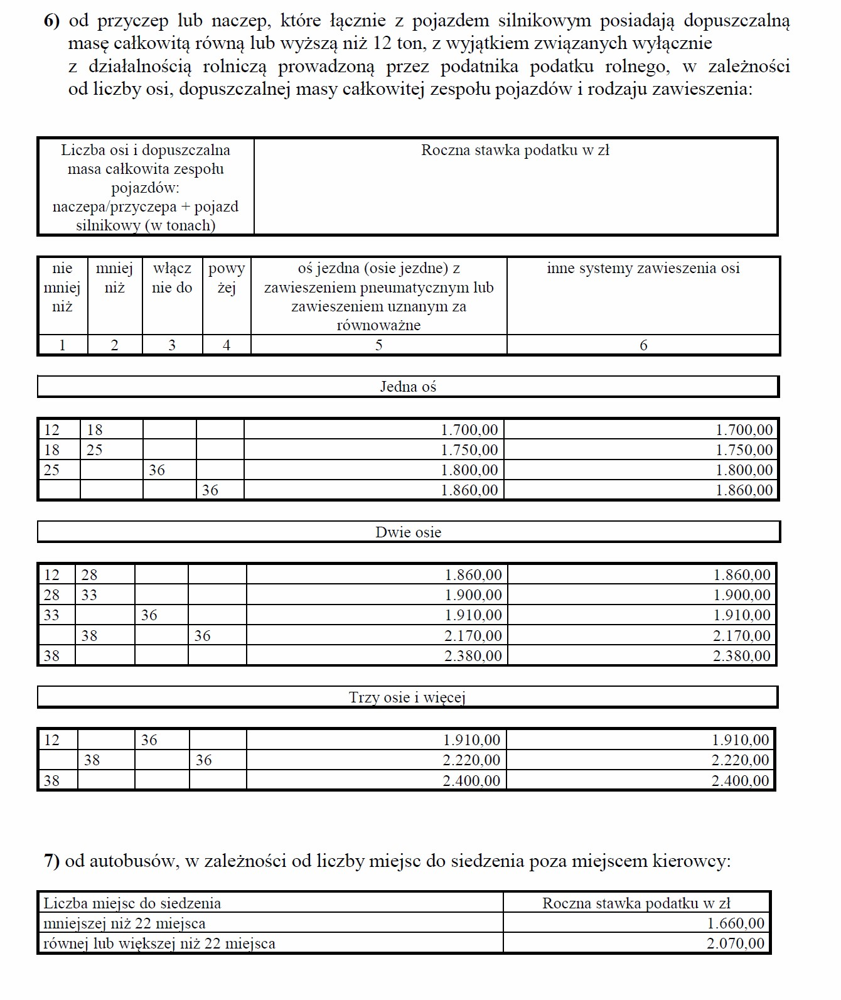 6) od przyczep lub naczep, które łącznie z pojazdem silnikowym posiadają dopuszczalną
masę całkowitą równą lub wyższą niż 12 ton, z wyjątkiem związanych wyłącznie
z działalnością rolniczą prowadzoną przez podatnika podatku rolnego, w zależności
od liczby osi, dopuszczalnej masy całkowitej zespołu pojazdów i rodzaju zawieszenia:
Liczba osi i dopuszczalna
masa całkowita zespołu
pojazdów:
naczepa/przyczepa + pojazd
silnikowy (w tonach)
Roczna stawka podatku w zł
nie
mniej
niż
mniej
niż
włącz
nie do
powy
żej
oś jezdna (osie jezdne) z
zawieszeniem pneumatycznym lub
zawieszeniem uznanym za
równoważne
inne systemy zawieszenia osi
1 2 3 4 5 6
Jedna oś
12 18 1.700,00 1.700,00
18 25 1.750,00 1.750,00
25 36 1.800,00 1.800,00
36 1.860,00 1.860,00
Dwie osie
12 28 1.860,00 1.860,00
28 33 1.900,00 1.900,00
33 36 1.910,00 1.910,00
38 36 2.170,00 2.170,00
38 2.380,00 2.380,00
Trzy osie i więcej
12 36 1.910,00 1.910,00
38 36 2.220,00 2.220,00
38 2.400,00 2.400,00
7) od autobusów, w zależności od liczby miejsc do siedzenia poza miejscem kierowcy:
Liczba miejsc do siedzenia Roczna stawka podatku w zł
mniejszej niż 22 miejsca 1.660,00
równej lub większej niż 22 miejsca 2.070,00